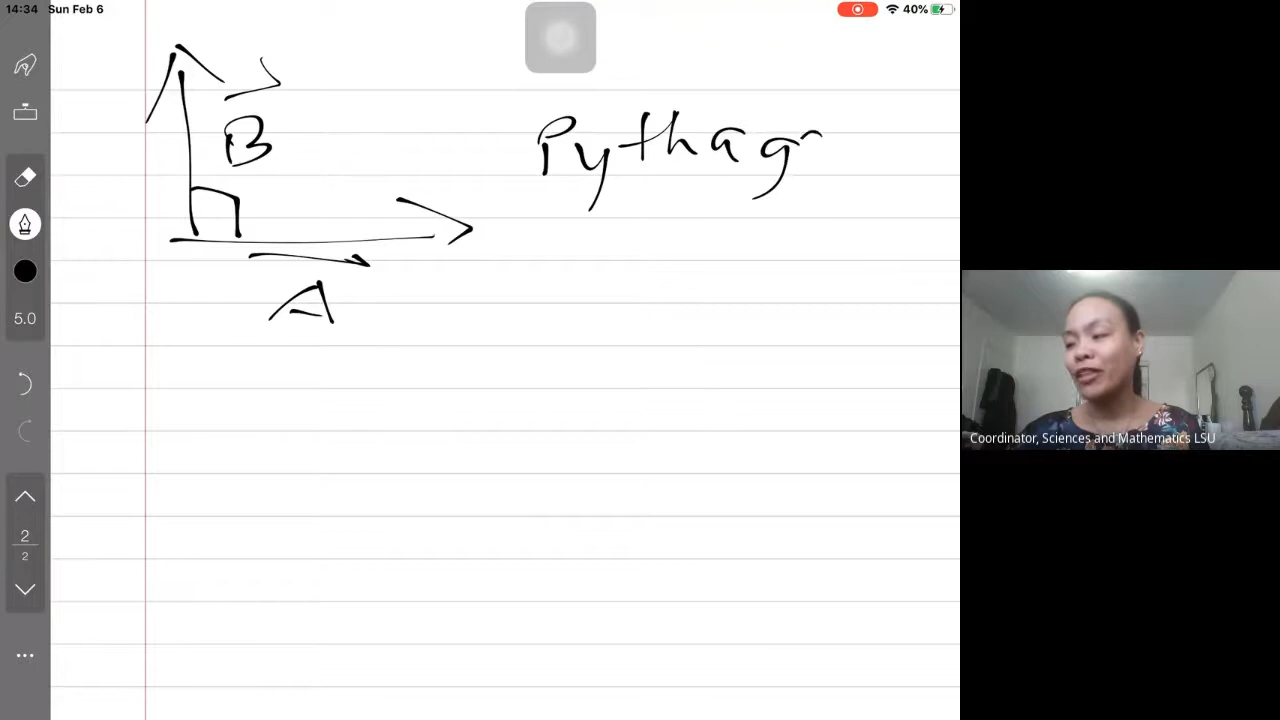 14:34 Sun Feb 6
40%
B
Pythag
A
5.0
2
2
Coordinator, Sciences and Mathematics LSU